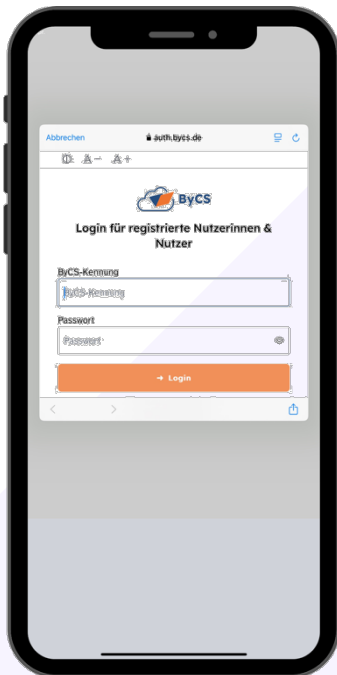 Abbrechen auth.bycs.de
A- A+
ByCS
Login für registrierte Nutzerinnen &
Nutzer
ByCS-Kennung
ByCS-Kennung
Passwort
Passwort
→ Login